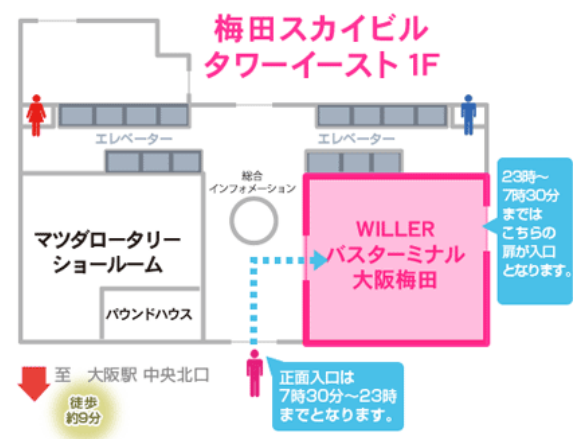 梅田スカイビル
タワーイースト 1F
エレベーター
エレベーター
総合
インフォメーション
23時～
7時30分
までは
こちらの
扉が入口
となります。
WILLER
バスターミナル
大阪梅田
マツダロータリー
ショールーム
バウンドハウス
至 大阪駅 中央北口
徒歩
約9分
正面入口は
7時30分～23時
までとなります。